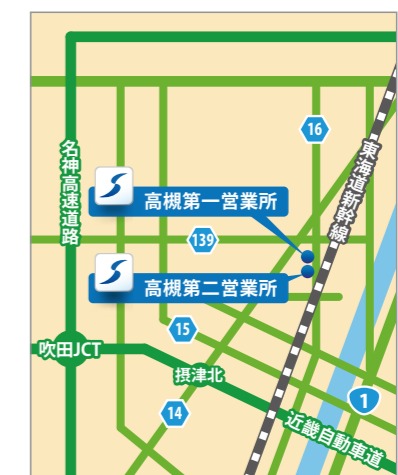 16
東海道新幹線
名神高速道路
高槻第一営業所
139
高槻第二営業所
15
吹田JCT
摂津北
14
1
近畿自動車道